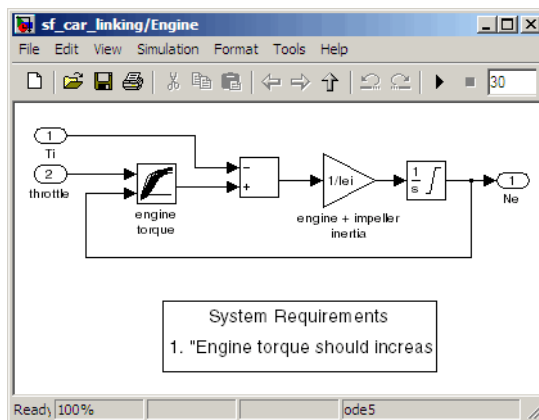 sf_car_linking/Engine
File Edit View Simulation Format Tools Help
30
1
Ti
2
throttle
engine
torque
−
+
1/Iei
engine + impeller
inertia
1
s
1
Ne
System Requirements
1. "Engine torque should increas
Ready 100% ode5